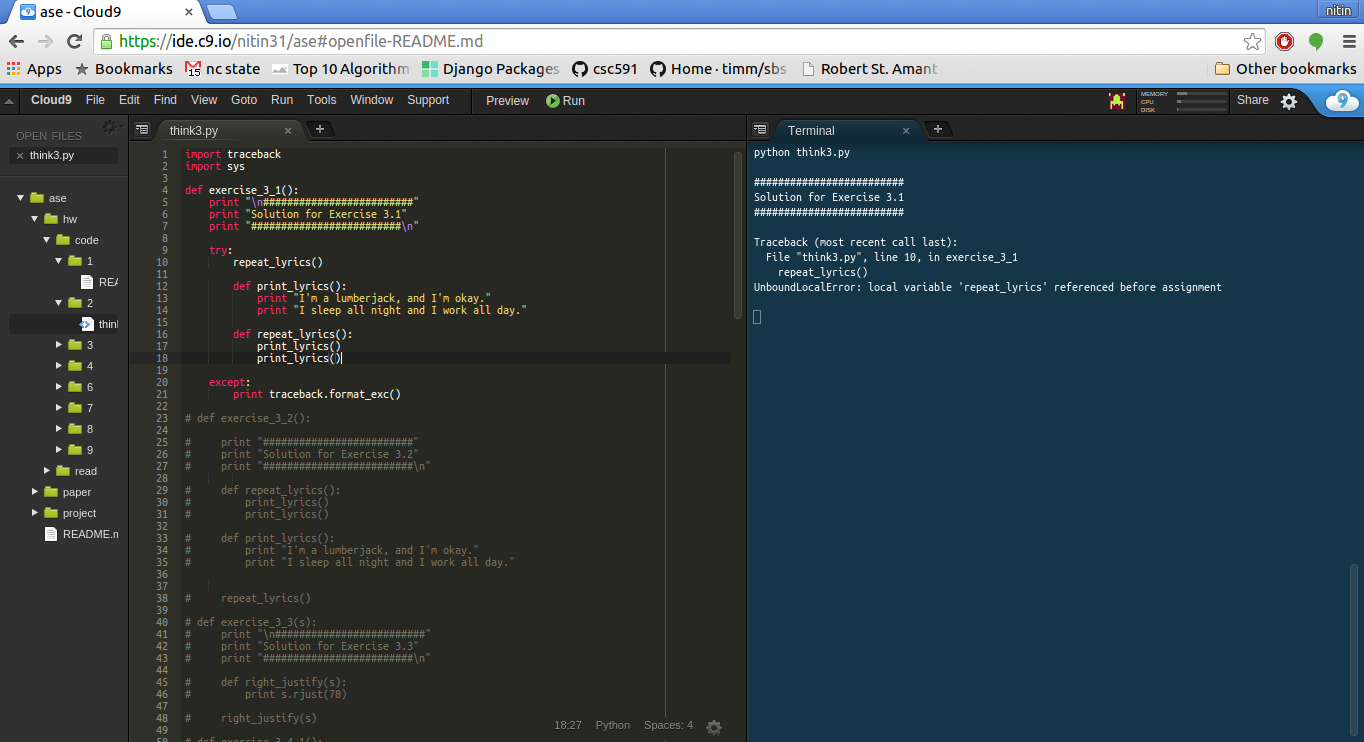 ase - Cloud9
nitin
https://ide.c9.io/nitin31/ase#openfile-README.md
Apps Bookmarks 15 nc state Top 10 Algorithm Django Packages csc591 Home · timm/sbs Robert St. Amant Other bookmarks
Cloud9 File Edit Find View Goto Run Tools Window Support Preview Run MEMORY CPU DISK Share 9
OPEN FILES
think3.py
ase
hw
code
1
REA
2
thin
3
4
6
7
8
9
read
paper
project
README.m
think3.py
1 import traceback
2 import sys
3
4 def exercise_3_1():
5 print "\n#########################"
6 print "Solution for Exercise 3.1"
7 print "#########################\n"
8
9 try:
10 repeat_lyrics()
11
12 def print_lyrics():
13 print "I'm a lumberjack, and I'm okay."
14 print "I sleep all night and I work all day."
15
16 def repeat_lyrics():
17 print_lyrics()
18 print_lyrics()
19
20 except:
21 print traceback.format_exc()
22
23 # def exercise_3_2():
24
25 # print "#########################"
26 # print "Solution for Exercise 3.2"
27 # print "#########################\n"
28
29 # def repeat_lyrics():
30 # print_lyrics()
31 # print_lyrics()
32
33 # def print_lyrics():
34 # print "I'm a lumberjack, and I'm okay."
35 # print "I sleep all night and I work all day."
36
37
38 # repeat_lyrics()
39
40 # def exercise_3_3(s):
41 # print "\n#########################"
42 # print "Solution for Exercise 3.3"
43 # print "#########################\n"
44
45 # def right_justify(s):
46 # print s.rjust(70)
47
48 # right_justify(s)
49
50 # def exercise_3_4_1():
18:27 Python Spaces: 4
Terminal
python think3.py
#########################
Solution for Exercise 3.1
#########################
Traceback (most recent call last):
File "think3.py", line 10, in exercise_3_1
repeat_lyrics()
UnboundLocalError: local variable 'repeat_lyrics' referenced before assignment